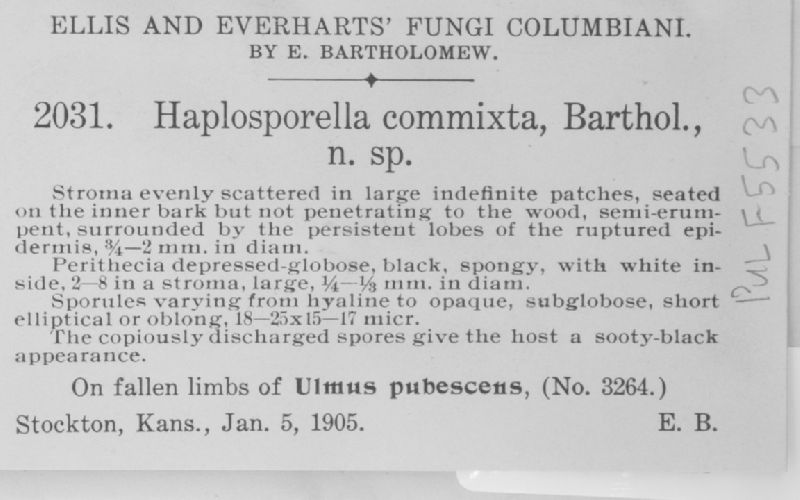 ELLIS AND EVERHARTS' FUNGI COLUMBIANI.
BY E. BARTHOLOMEW.
2031. Haplosporella commixta, Barthol.,
n. sp.
Stroma evenly scattered in large indefinite patches, seated
on the inner bark but not penetrating to the wood, semi-erum-
pent, surrounded by the persistent lobes of the ruptured epi-
dermis, ¾—2 mm. in diam.
Perithecia depressed-globose, black, spongy, with white in-
side, 2—8 in a stroma, large, ¼—⅓ mm. in diam.
Sporules varying from hyaline to opaque, subglobose, short
elliptical or oblong, 18—25x15—17 micr.
The copiously discharged spores give the host a sooty-black
appearance.
On fallen limbs of Ulmus pubescens, (No. 3264.)
Stockton, Kans., Jan. 5, 1905. E. B.
PUL F5533